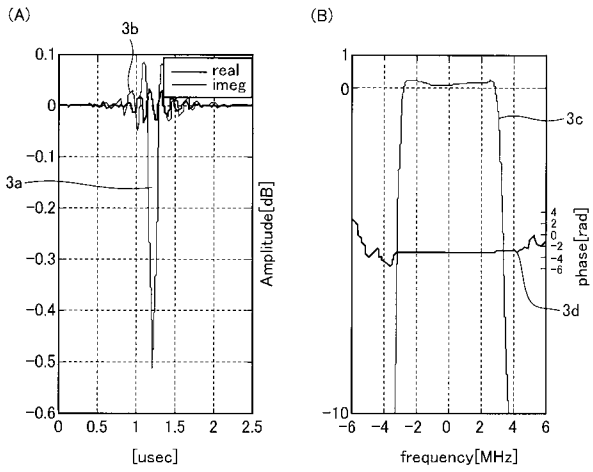 (A)
(B)
3b
0.1
real
imeg
0
-0.1
3a
-0.2
-0.3
-0.4
-0.5
-0.6
0
0.5
1
1.5
2
2.5
[usec]
Amplitude[dB]
1
0
3c
4
2
0
-2
-4
-6
phase[rad]
3d
-10
-6
-4
-2
0
2
4
6
frequency[MHz]